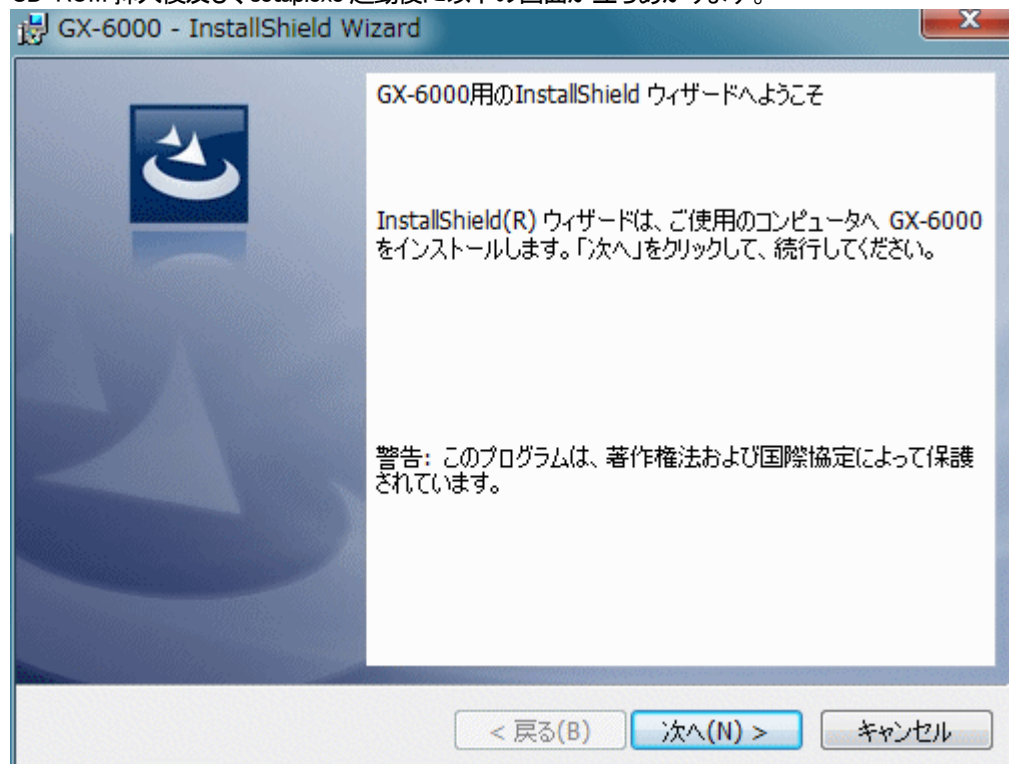 GX-6000 - InstallShield Wizard
GX-6000用のInstallShield ウィザードへようこそ
InstallShield(R) ウィザードは、ご使用のコンピュータへ GX-6000
をインストールします。「次へ」をクリックして、続行してください。
警告: このプログラムは、著作権法および国際協定によって保護
されています。
< 戻る(B)
次へ(N) >
キャンセル